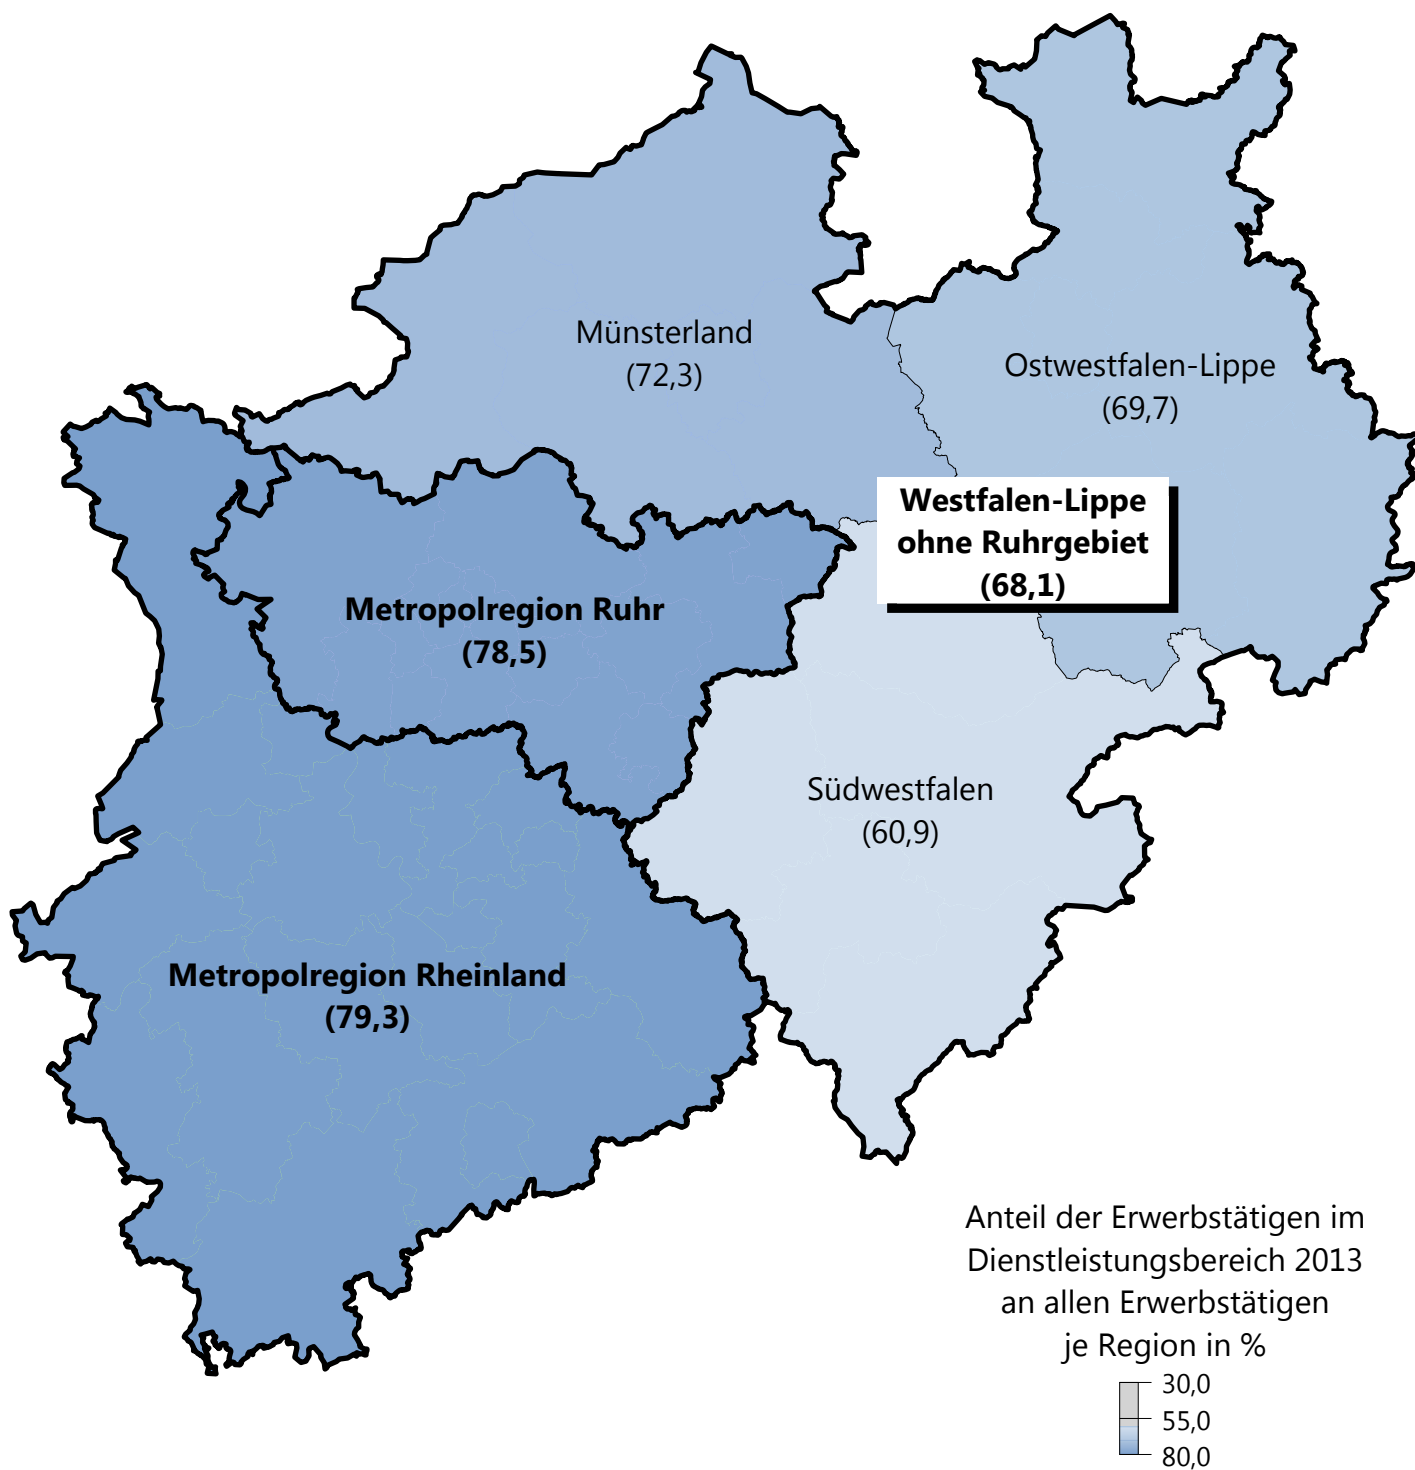 Münsterland
(72,3)
Ostwestfalen-Lippe
(69,7)
Westfalen-Lippe
ohne Ruhrgebiet
(68,1)
Metropolregion Ruhr
(78,5)
Südwestfalen
(60,9)
Metropolregion Rheinland
(79,3)
Anteil der Erwerbstätigen im
Dienstleistungsbereich 2013
an allen Erwerbstätigen
je Region in %
30,0
55,0
80,0